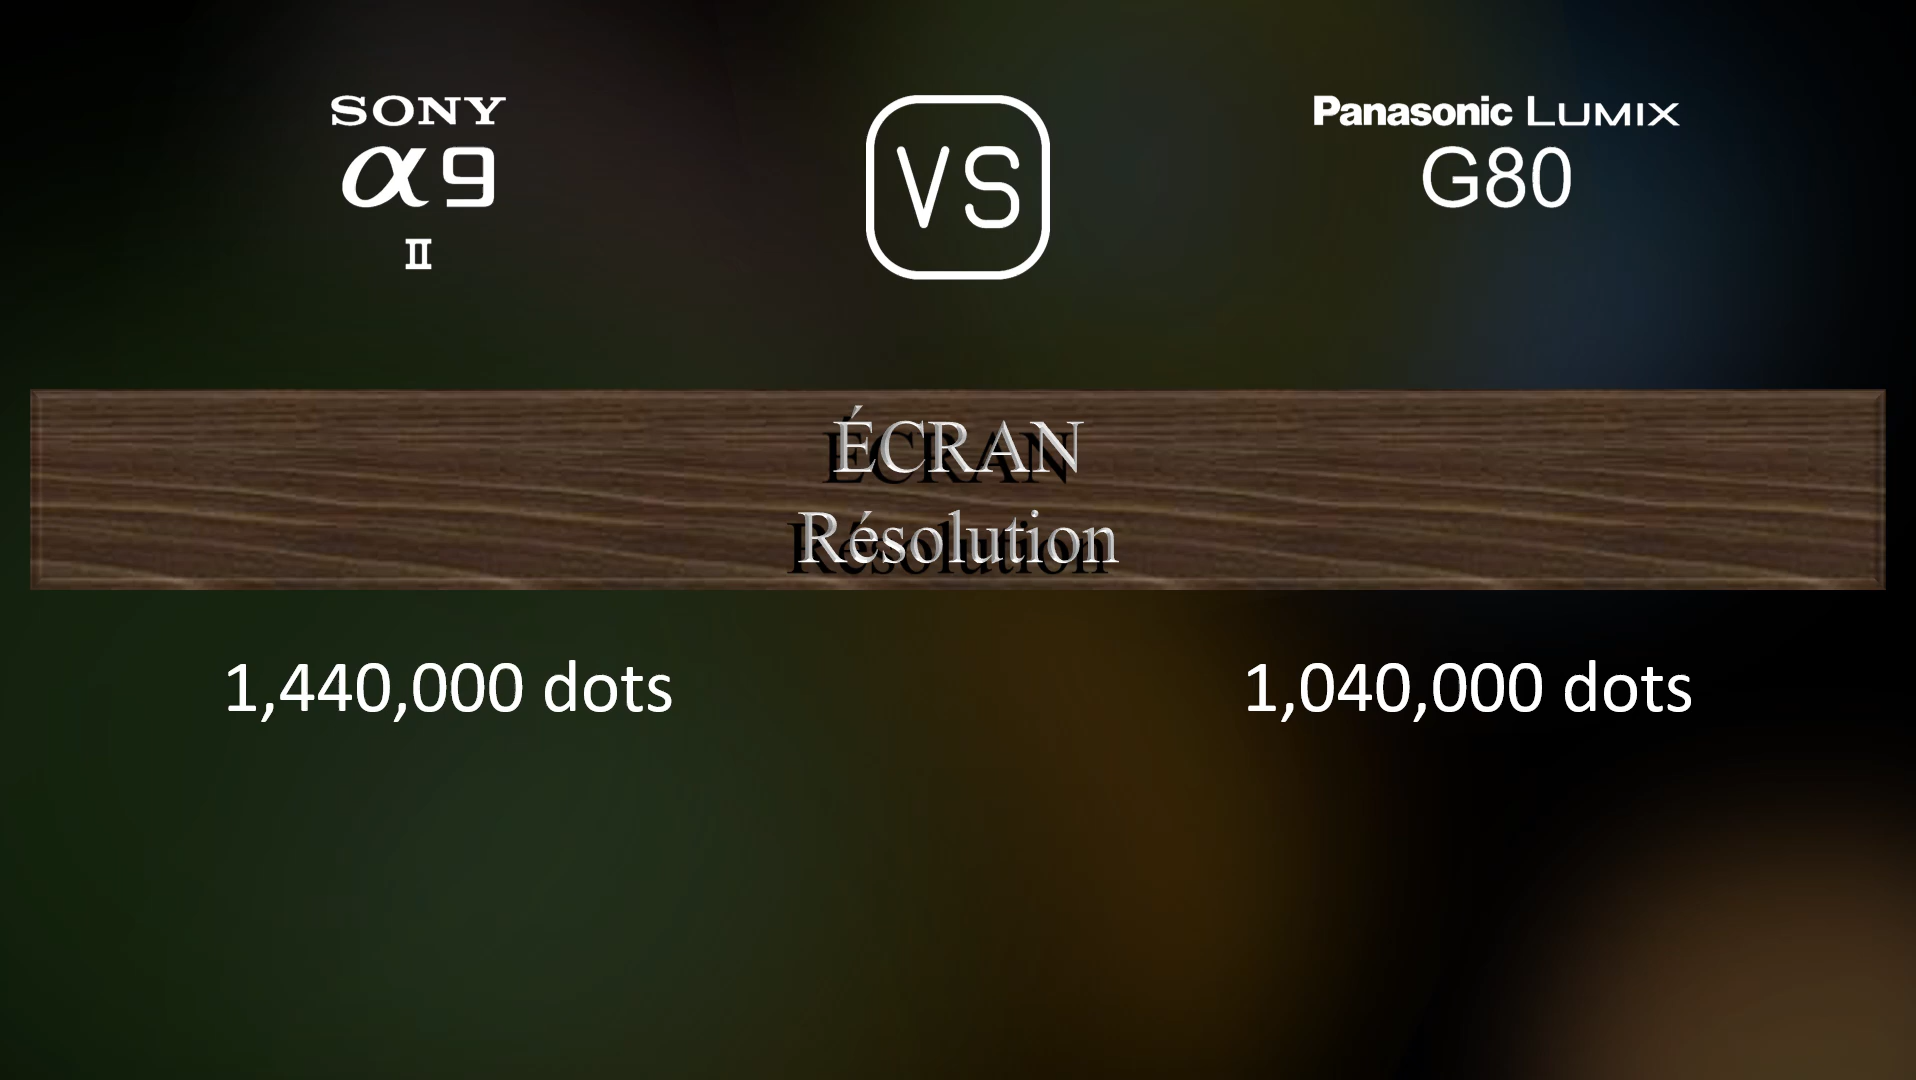 SONY
α9
II
VS
Panasonic LUMIX
G80
ÉCRAN
Résolution
1,440,000 dots
1,040,000 dots